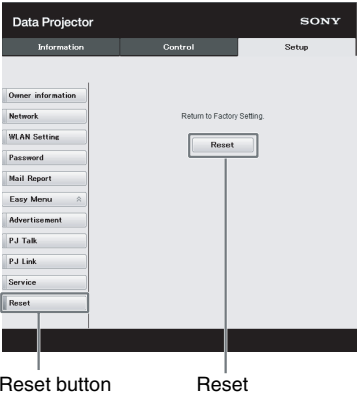 Data Projector SONY
Information Control Setup
Owner information
Network
WLAN Setting
Password
Mail Report
Easy Menu
Advertisement
PJ Talk
PJ Link
Service
Reset
Return to Factory Setting.
Reset
Reset button Reset